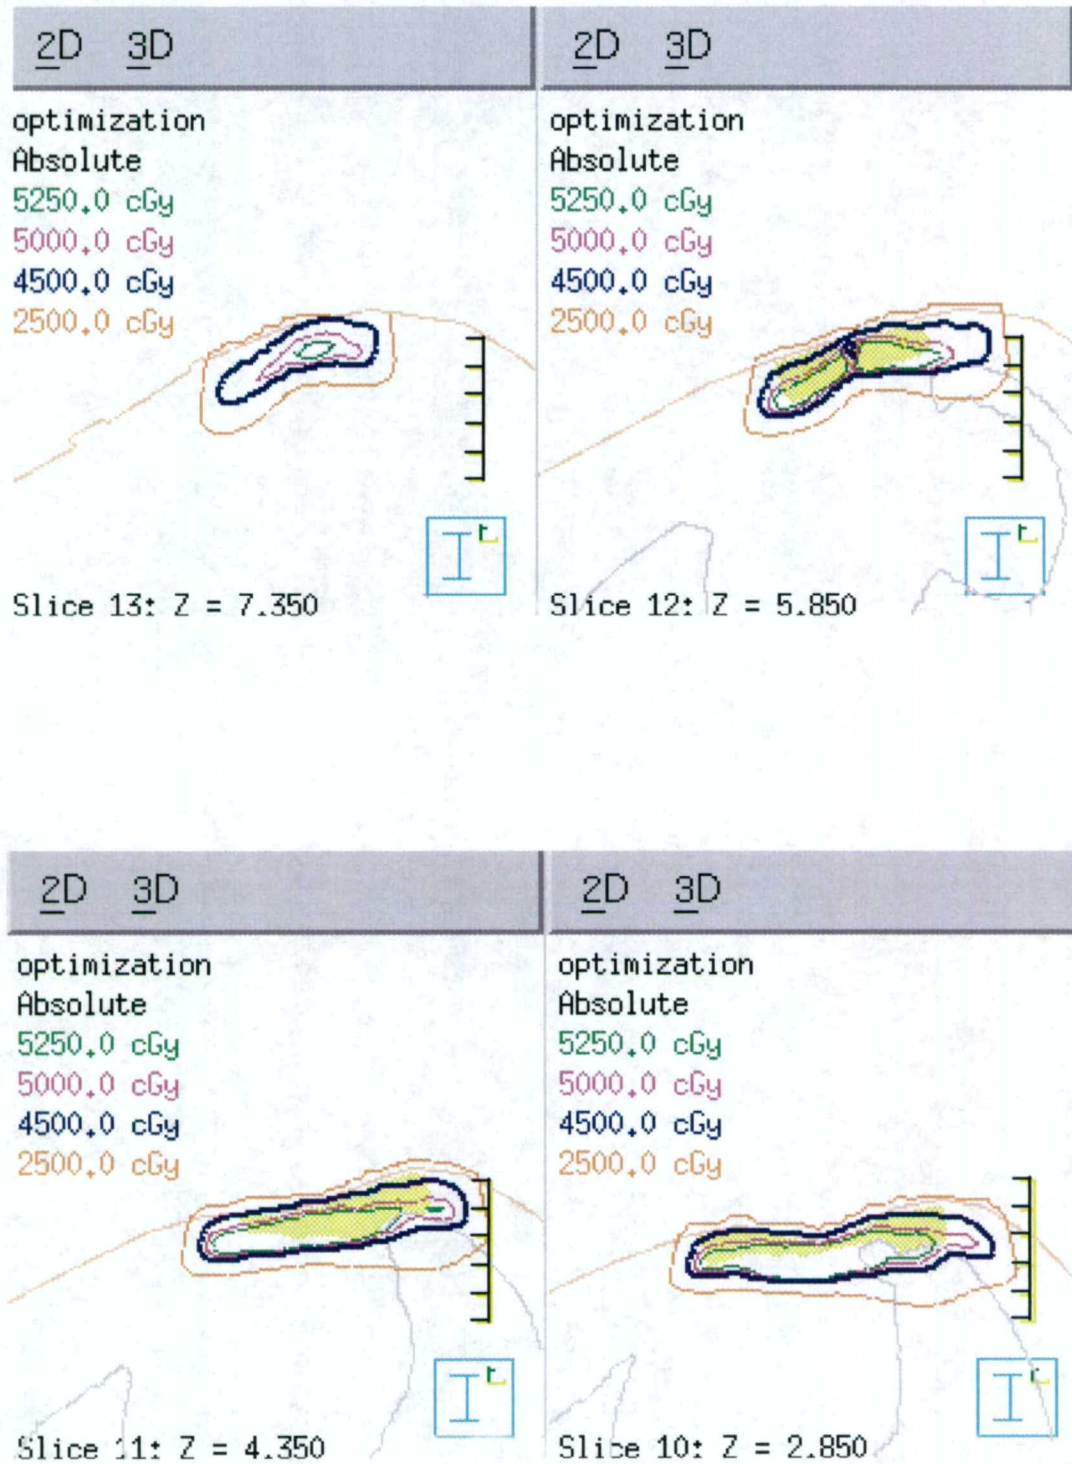 2D 3D
optimization
Absolute
5250.0 cGy
5000.0 cGy
4500.0 cGy
2500.0 cGy
Slice 13: Z = 7.350
2D 3D
optimization
Absolute
5250.0 cGy
5000.0 cGy
4500.0 cGy
2500.0 cGy
Slice 12: Z = 5.850
2D 3D
optimization
Absolute
5250.0 cGy
5000.0 cGy
4500.0 cGy
2500.0 cGy
Slice 11: Z = 4.350
2D 3D
optimization
Absolute
5250.0 cGy
5000.0 cGy
4500.0 cGy
2500.0 cGy
Slice 10: Z = 2.850